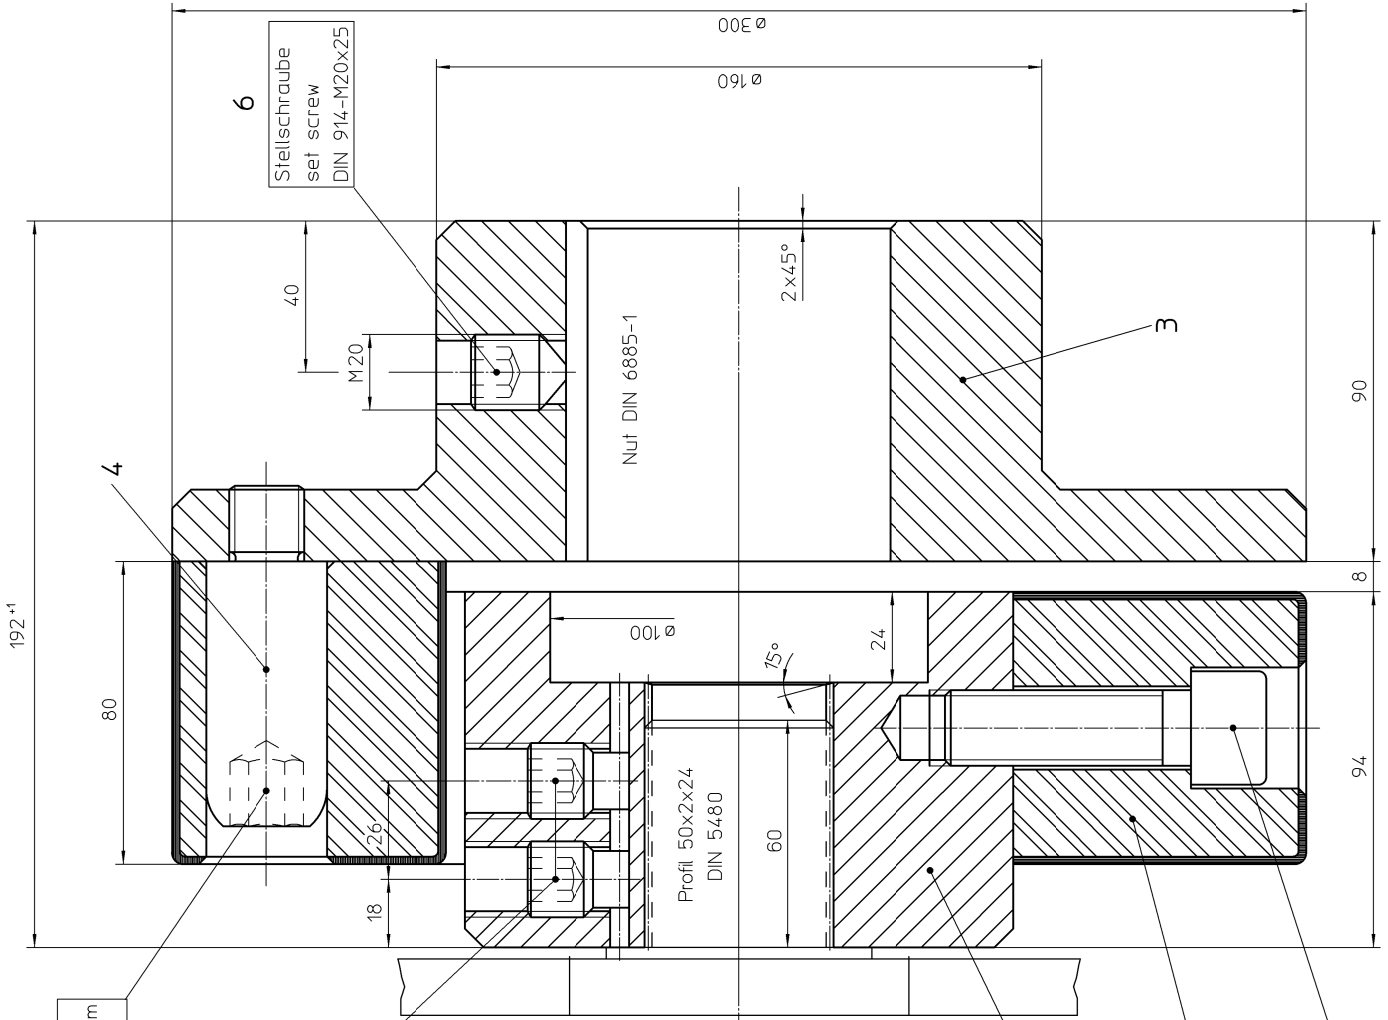 ø300
ø160
6
Stellschraube
set screw
DIN 914-M20x25
192 +1
40
M20
2x45°
Nut DIN 6885-1
3
90
4
80
8
ø100
15°
24
26
18
Profil 50x2x24
DIN 5480
60
94
m